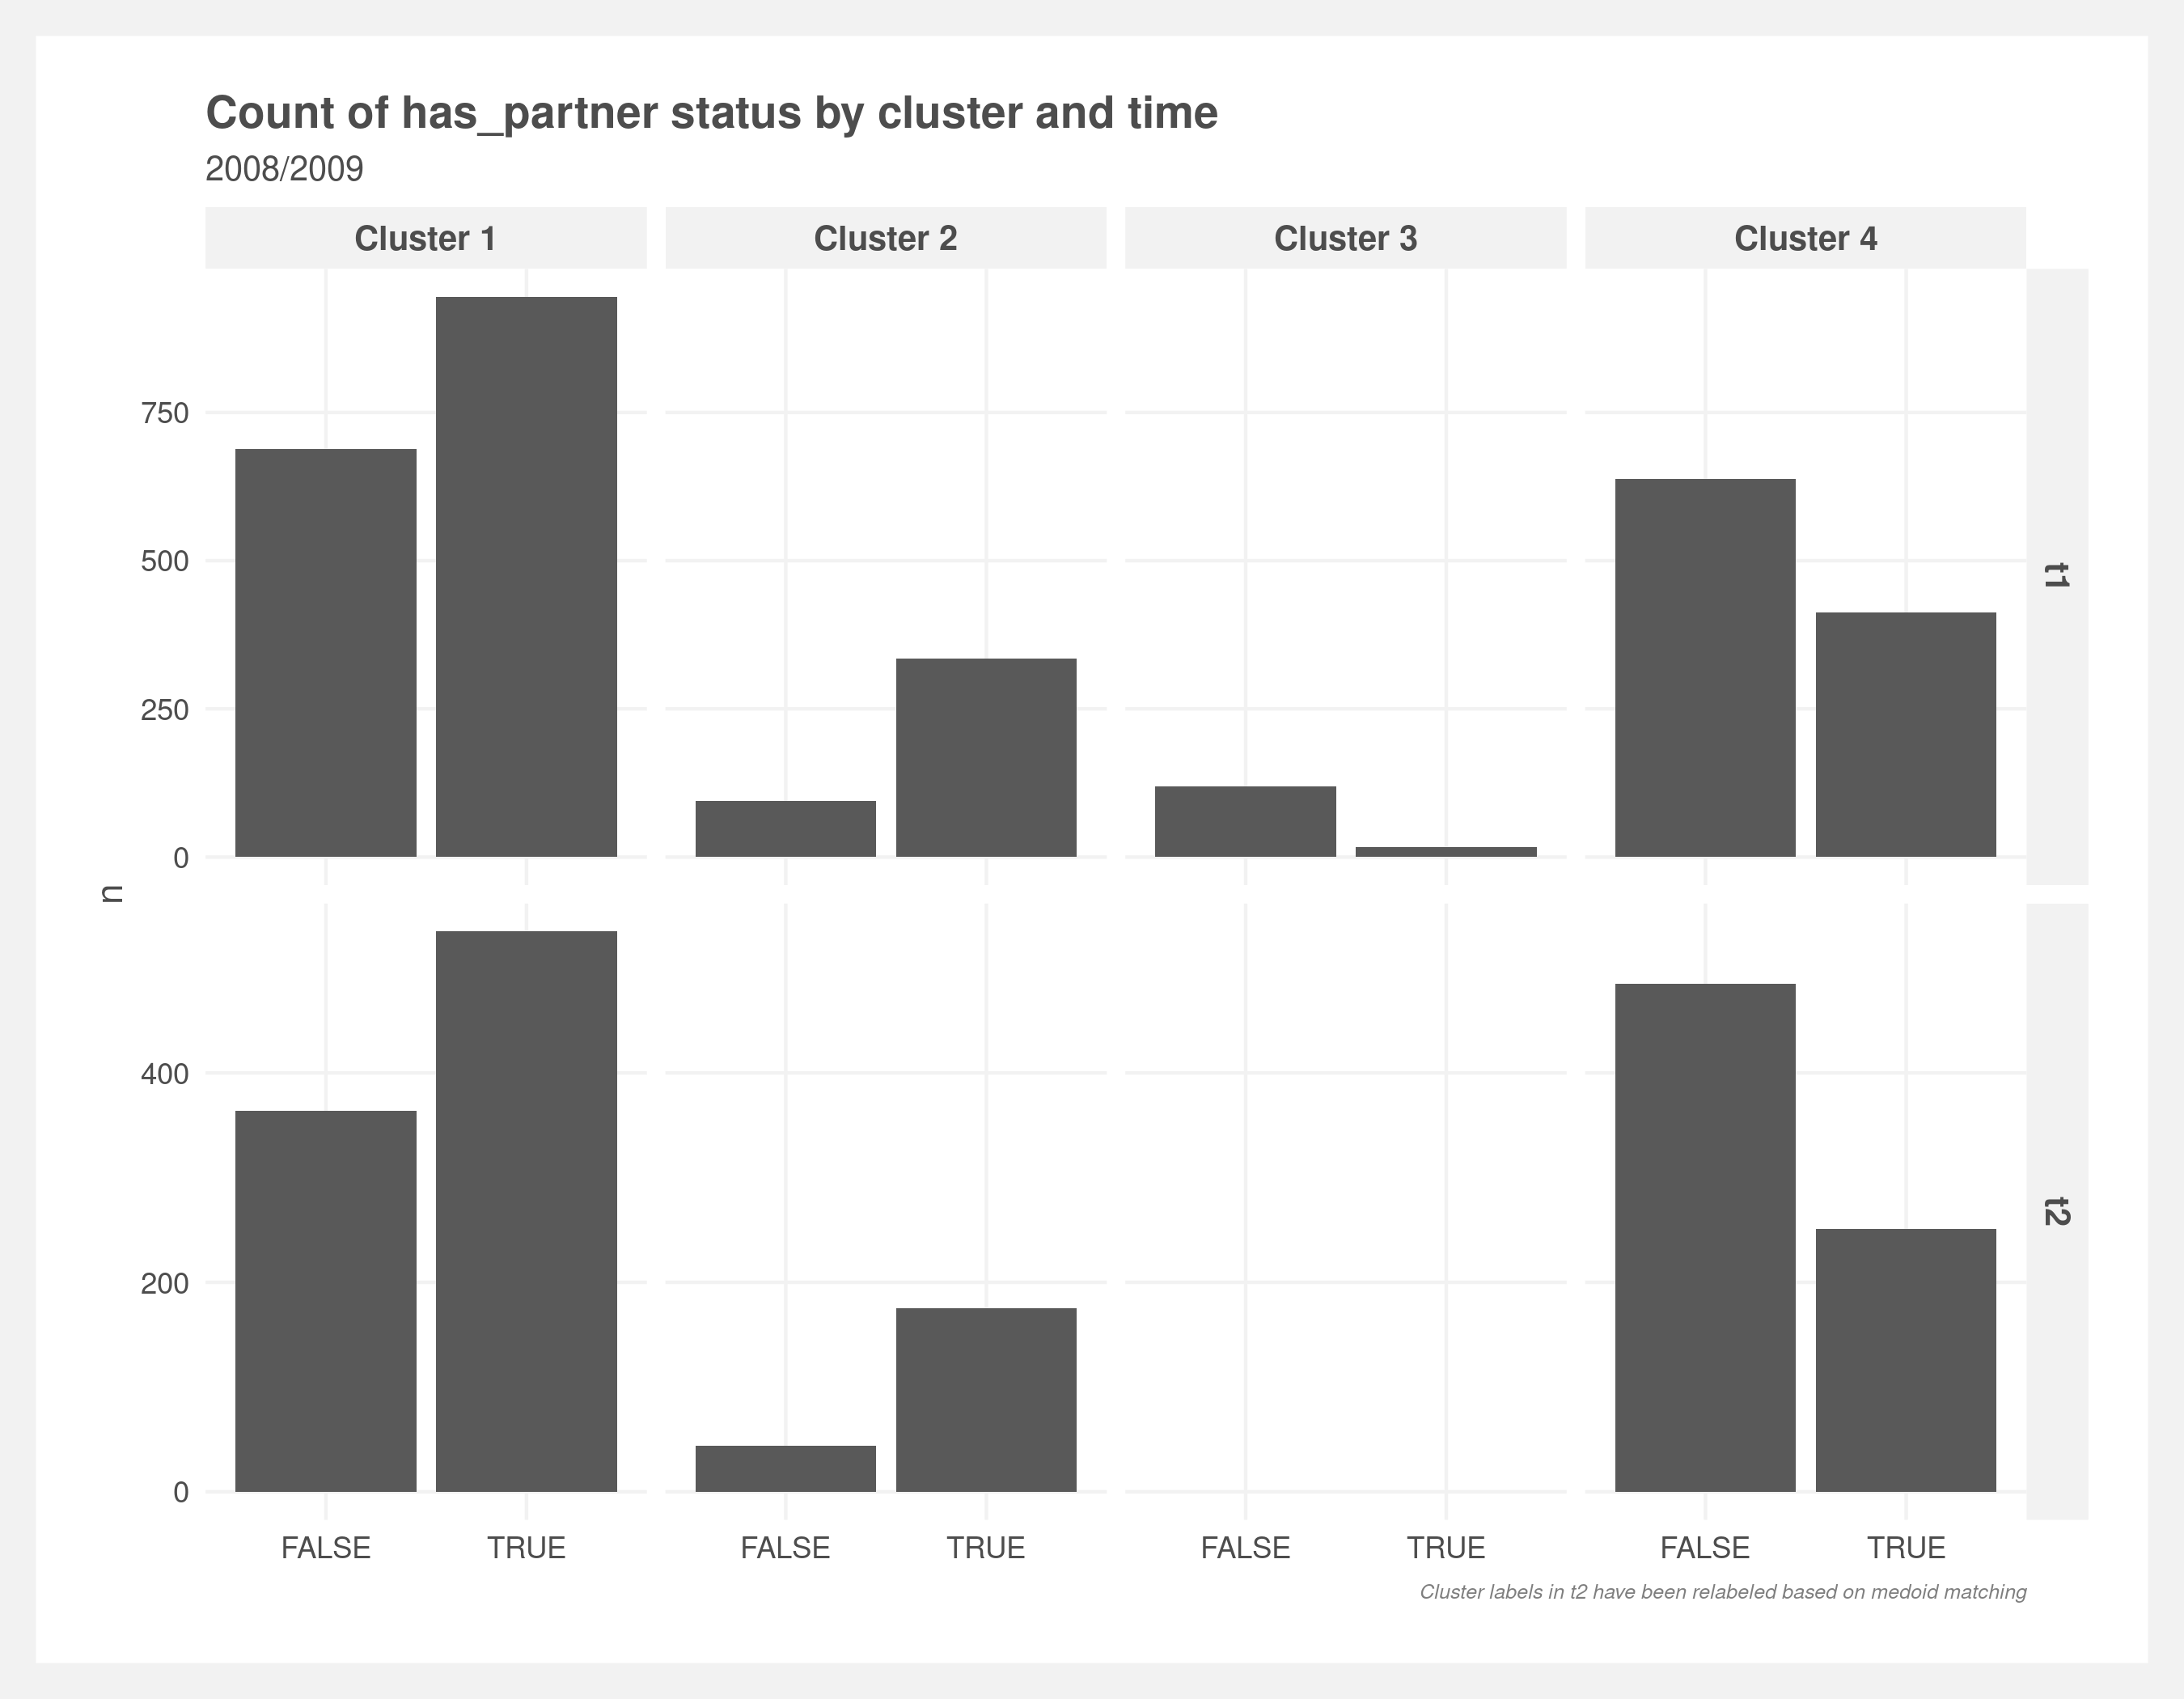 Count of has_partner status by cluster and time
2008/2009
Cluster 1 Cluster 2 Cluster 3 Cluster 4
750
500
250
0
t1
n
400
200
0
t2
FALSE TRUE FALSE TRUE FALSE TRUE FALSE TRUE
Cluster labels in t2 have been relabeled based on medoid matching